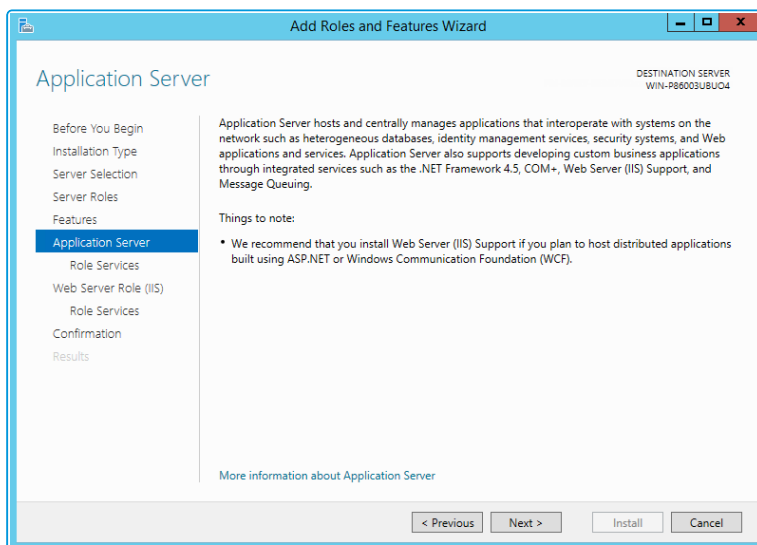 Add Roles and Features Wizard
Application Server
DESTINATION SERVER
WIN-P86003UBUO4
Before You Begin
Installation Type
Server Selection
Server Roles
Features
Application Server
Role Services
Web Server Role (IIS)
Role Services
Confirmation
Results
Application Server hosts and centrally manages applications that interoperate with systems on the
network such as heterogeneous databases, identity management services, security systems, and Web
applications and services. Application Server also supports developing custom business applications
through integrated services such as the .NET Framework 4.5, COM+, Web Server (IIS) Support, and
Message Queuing.
Things to note:
• We recommend that you install Web Server (IIS) Support if you plan to host distributed applications
built using ASP.NET or Windows Communication Foundation (WCF).
More information about Application Server
< Previous
Next >
Install
Cancel